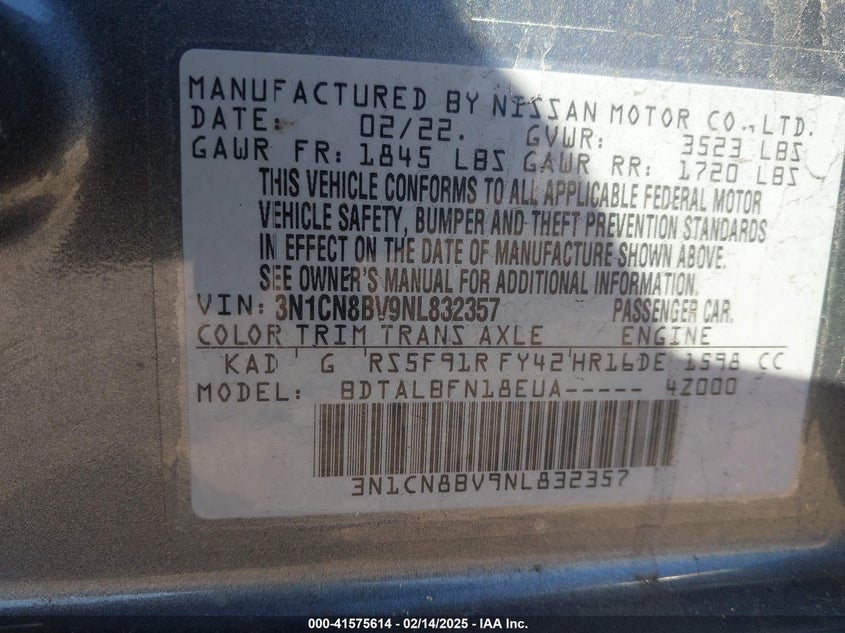 MANUFACTURED BY NISSAN MOTOR CO.,LTD.
DATE: 02/22. GVWR: 3523 LBS
GAWR FR: 1845 LBS GAWR RR: 1720 LBS
THIS VEHICLE CONFORMS TO ALL APPLICABLE FEDERAL MOTOR
VEHICLE SAFETY, BUMPER AND THEFT PREVENTION STANDARDS
IN EFFECT ON THE DATE OF MANUFACTURE SHOWN ABOVE.
SEE OWNER'S MANUAL FOR ADDITIONAL INFORMATION.
VIN: 3N1CN8BV9NL832357 PASSENGER CAR.
COLOR TRIM TRANS AXLE ENGINE
KAD ' G 'RS5F91R FY42'HR16DE 1598 CC
MODEL: BDTALBFN18EUA----- 4Z000
3N1CN8BV9NL832357
000-41575614 - 02/14/2025 - IAA Inc.